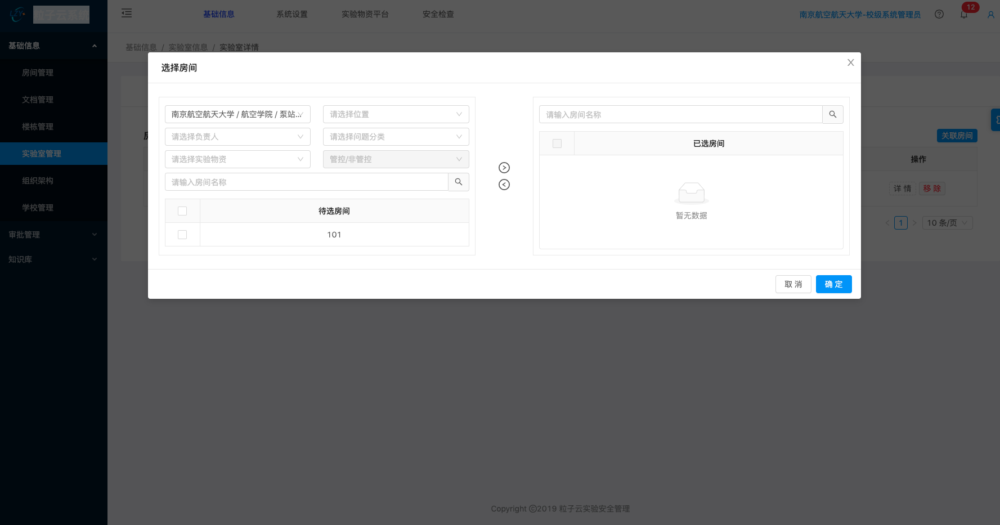 LZY 粒子云系统
基础信息 系统设置 实验物资平台 安全检查 南京航空航天大学-校级系统管理员 12
基础信息 / 实验室信息 / 实验室详情
基础信息
房间管理
文档管理
楼栋管理
实验室管理
组织架构
学校管理
审批管理
知识库
选择房间
南京航空航天大学 / 航空学院 / 泵站... 请选择位置
请选择负责人 请选择问题分类
请选择实验物资 管控/非管控
请输入房间名称
待选房间
101
请输入房间名称
已选房间
暂无数据
取 消 确 定
关联房间
操作
详 情 移 除
1 10 条/页
Copyright ©2019 粒子云实验安全管理